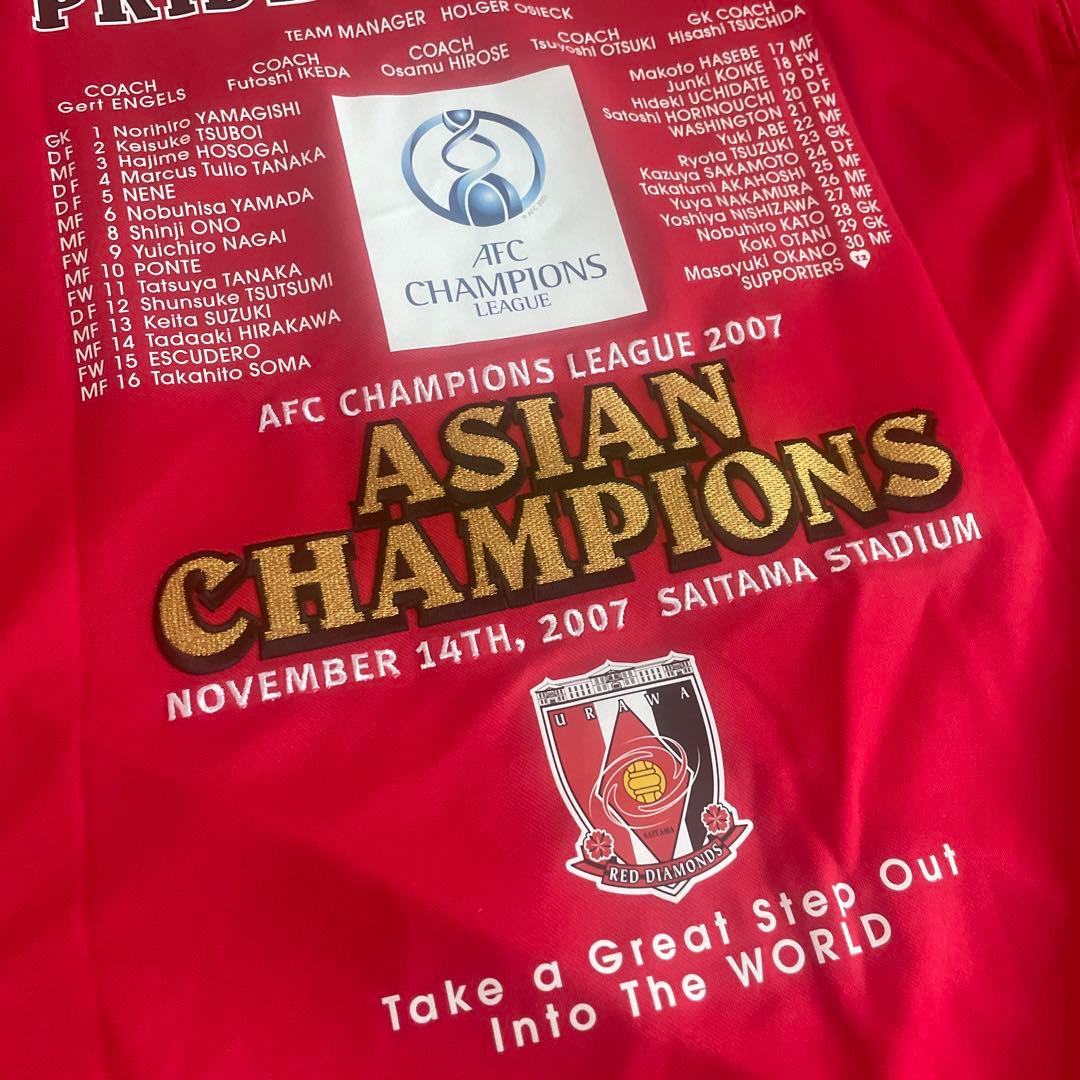 PRIDE
TEAM MANAGER HOLGER OSIECK
COACH
Gert ENGELS
COACH
Futoshi IKEDA
COACH
Osamu HIROSE
COACH
Tsuyoshi OTSUKI
GK COACH
Hisashi TSUCHIDA
GK 1 Norihiro YAMAGISHI
DF 2 Keisuke TSUBOI
MF 3 Hajime HOSOGAI
DF 4 Marcus Tulio TANAKA
DF 5 NENE
MF 6 Nobuhisa YAMADA
MF 8 Shinji ONO
FW 9 Yuichiro NAGAI
MF 10 PONTE
FW 11 Tatsuya TANAKA
DF 12 Shunsuke TSUTSUMI
MF 13 Keita SUZUKI
MF 14 Tadaaki HIRAKAWA
FW 15 ESCUDERO
MF 16 Takahito SOMA
AFC
CHAMPIONS
LEAGUE
Makoto HASEBE 17 MF
Junki KOIKE 18 FW
Hideki UCHIDATE 19 DF
Satoshi HORINOUCHI 20 DF
WASHINGTON 21 FW
Yuki ABE 22 MF
Ryota TSUZUKI 23 GK
Kazuya SAKAMOTO 24 DF
Takafumi AKAHOSHI 25 MF
Yuya NAKAMURA 26 MF
Yoshiya NISHIZAWA 27 MF
Nobuhiro KATO 28 GK
Koki OTANI 29 GK
Masayuki OKANO 30 MF
SUPPORTERS 12
AFC CHAMPIONS LEAGUE 2007
ASIAN
CHAMPIONS
NOVEMBER 14TH, 2007 SAITAMA STADIUM
URAWA
SAITAMA
RED DIAMONDS
Take a Great Step Out
Into The WORLD